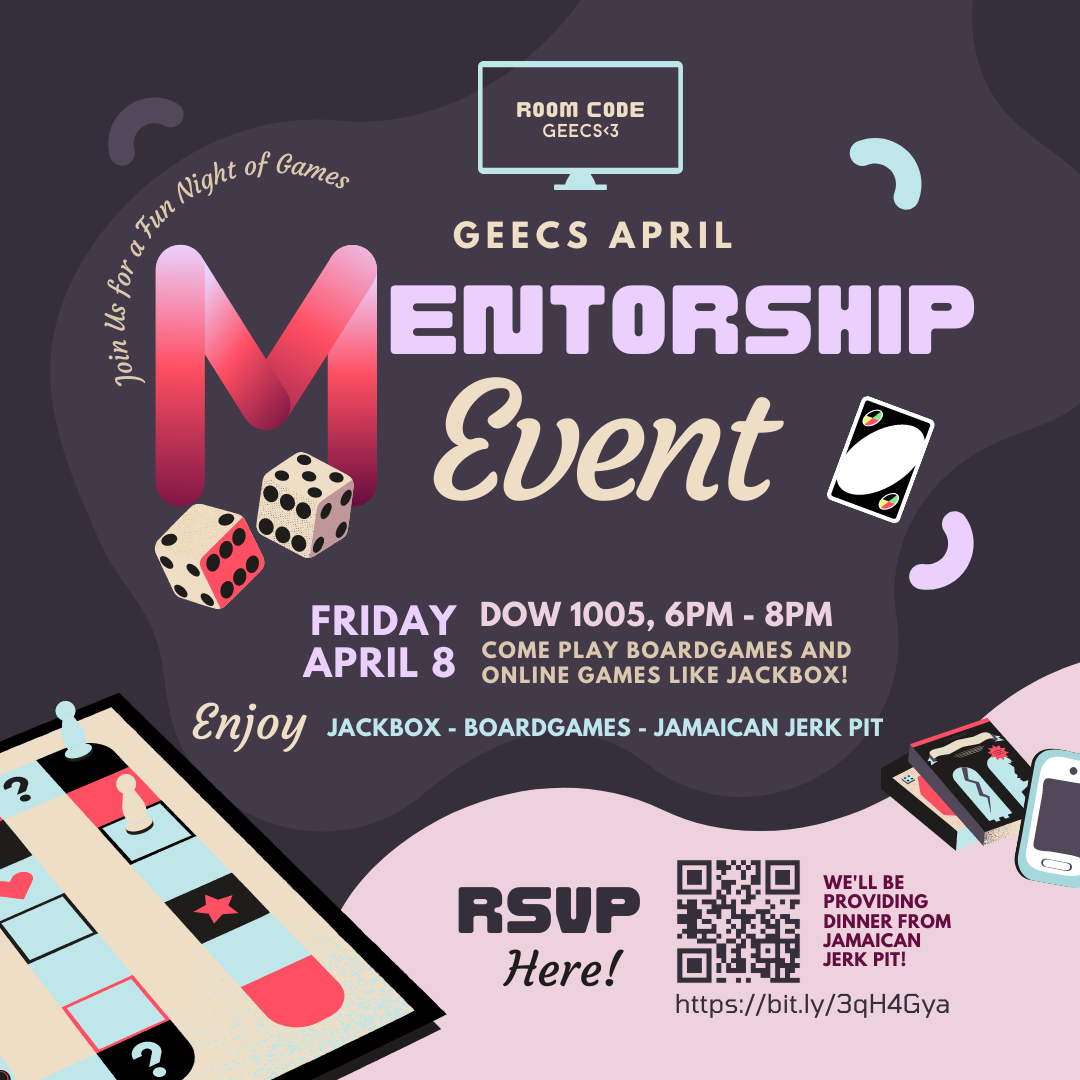 ROOM CODE
GEECS<3
Join Us for a Fun Night of Games
GEECS APRIL
MENTORSHIP
Event
FRIDAY
APRIL 8
DOW 1005, 6PM - 8PM
COME PLAY BOARDGAMES AND
ONLINE GAMES LIKE JACKBOX!
Enjoy JACKBOX - BOARDGAMES - JAMAICAN JERK PIT
?
?
RSVP
Here!
WE'LL BE
PROVIDING
DINNER FROM
JAMAICAN
JERK PIT!
https://bit.ly/3qH4Gya